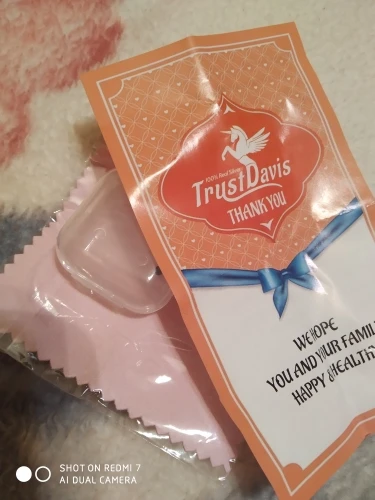 100% Real Silver
TrustDavis
THANK YOU
WE HOPE
YOU AND YOUR FAMIL
HAPPY & HEALTHY
SHOT ON REDMI 7
AI DUAL CAMERA